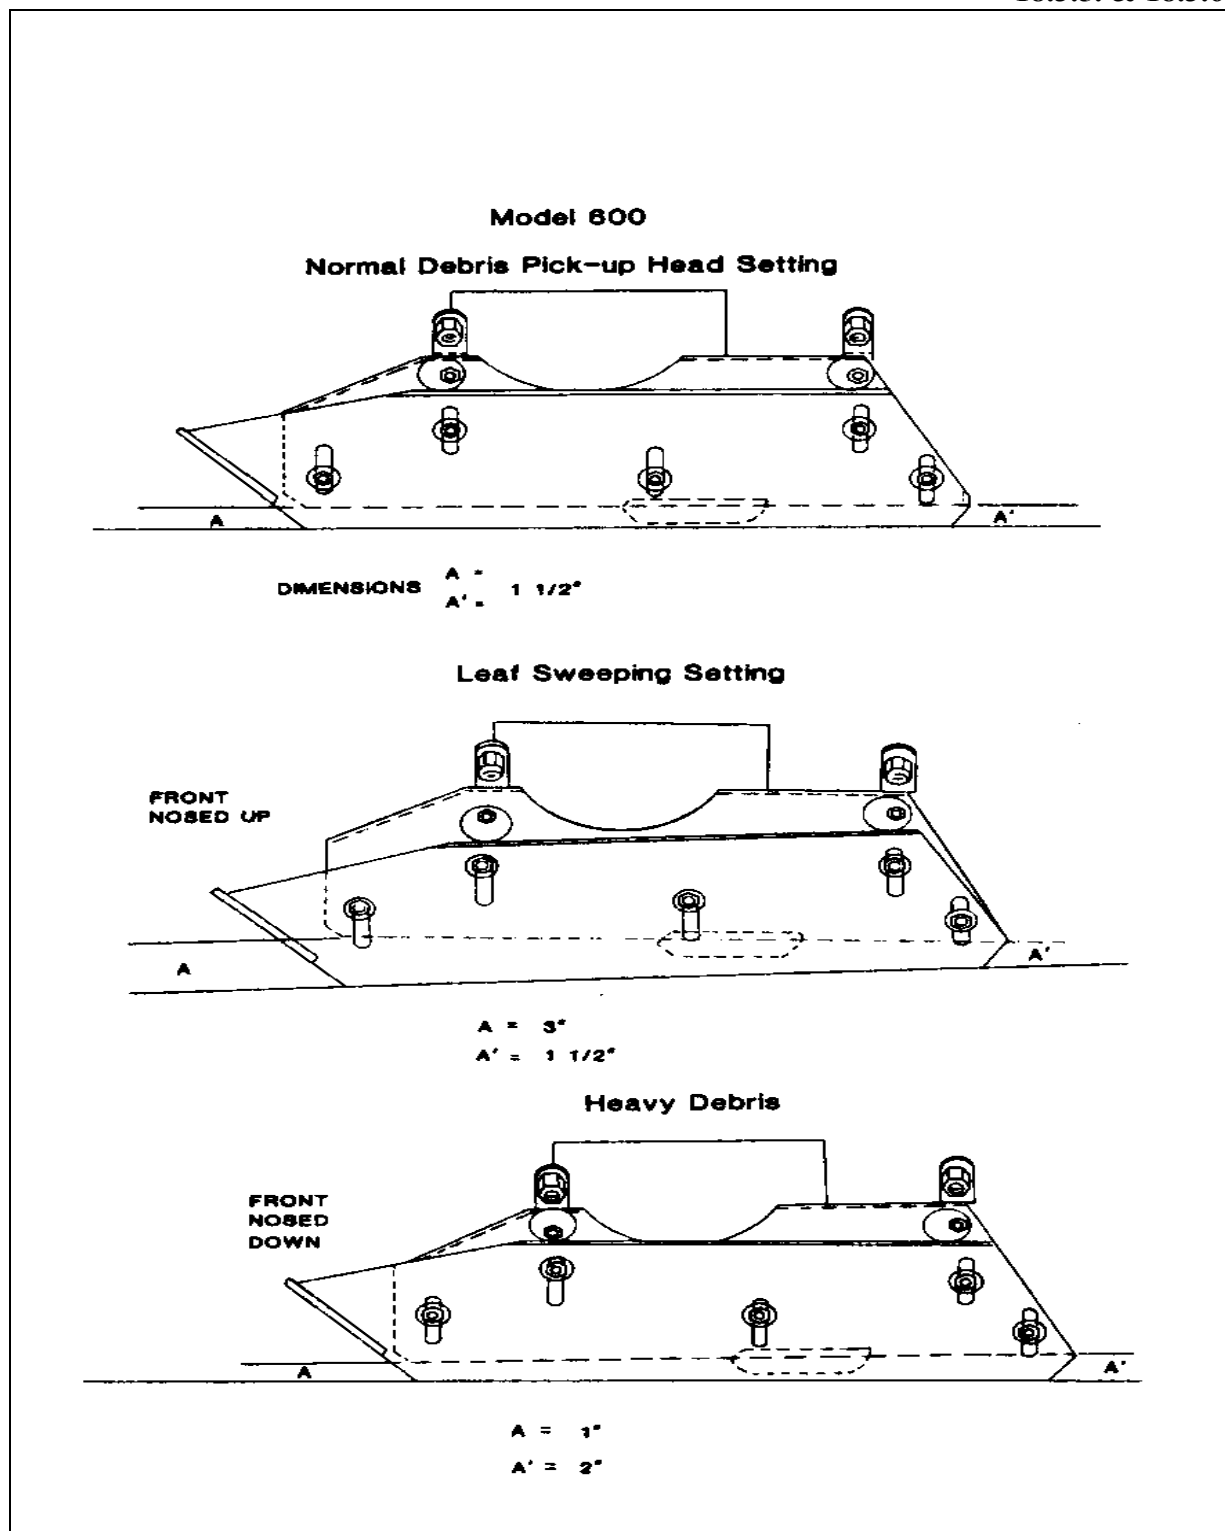 Model 600
Normal Debris Pick-up Head Setting
A
A'
DIMENSIONS
A =
A' =
1 1/2"
Leaf Sweeping Setting
FRONT
NOSED UP
A
A'
A = 3"
A' = 1 1/2"
Heavy Debris
FRONT
NOSED
DOWN
A
A'
A = 1"
A' = 2"